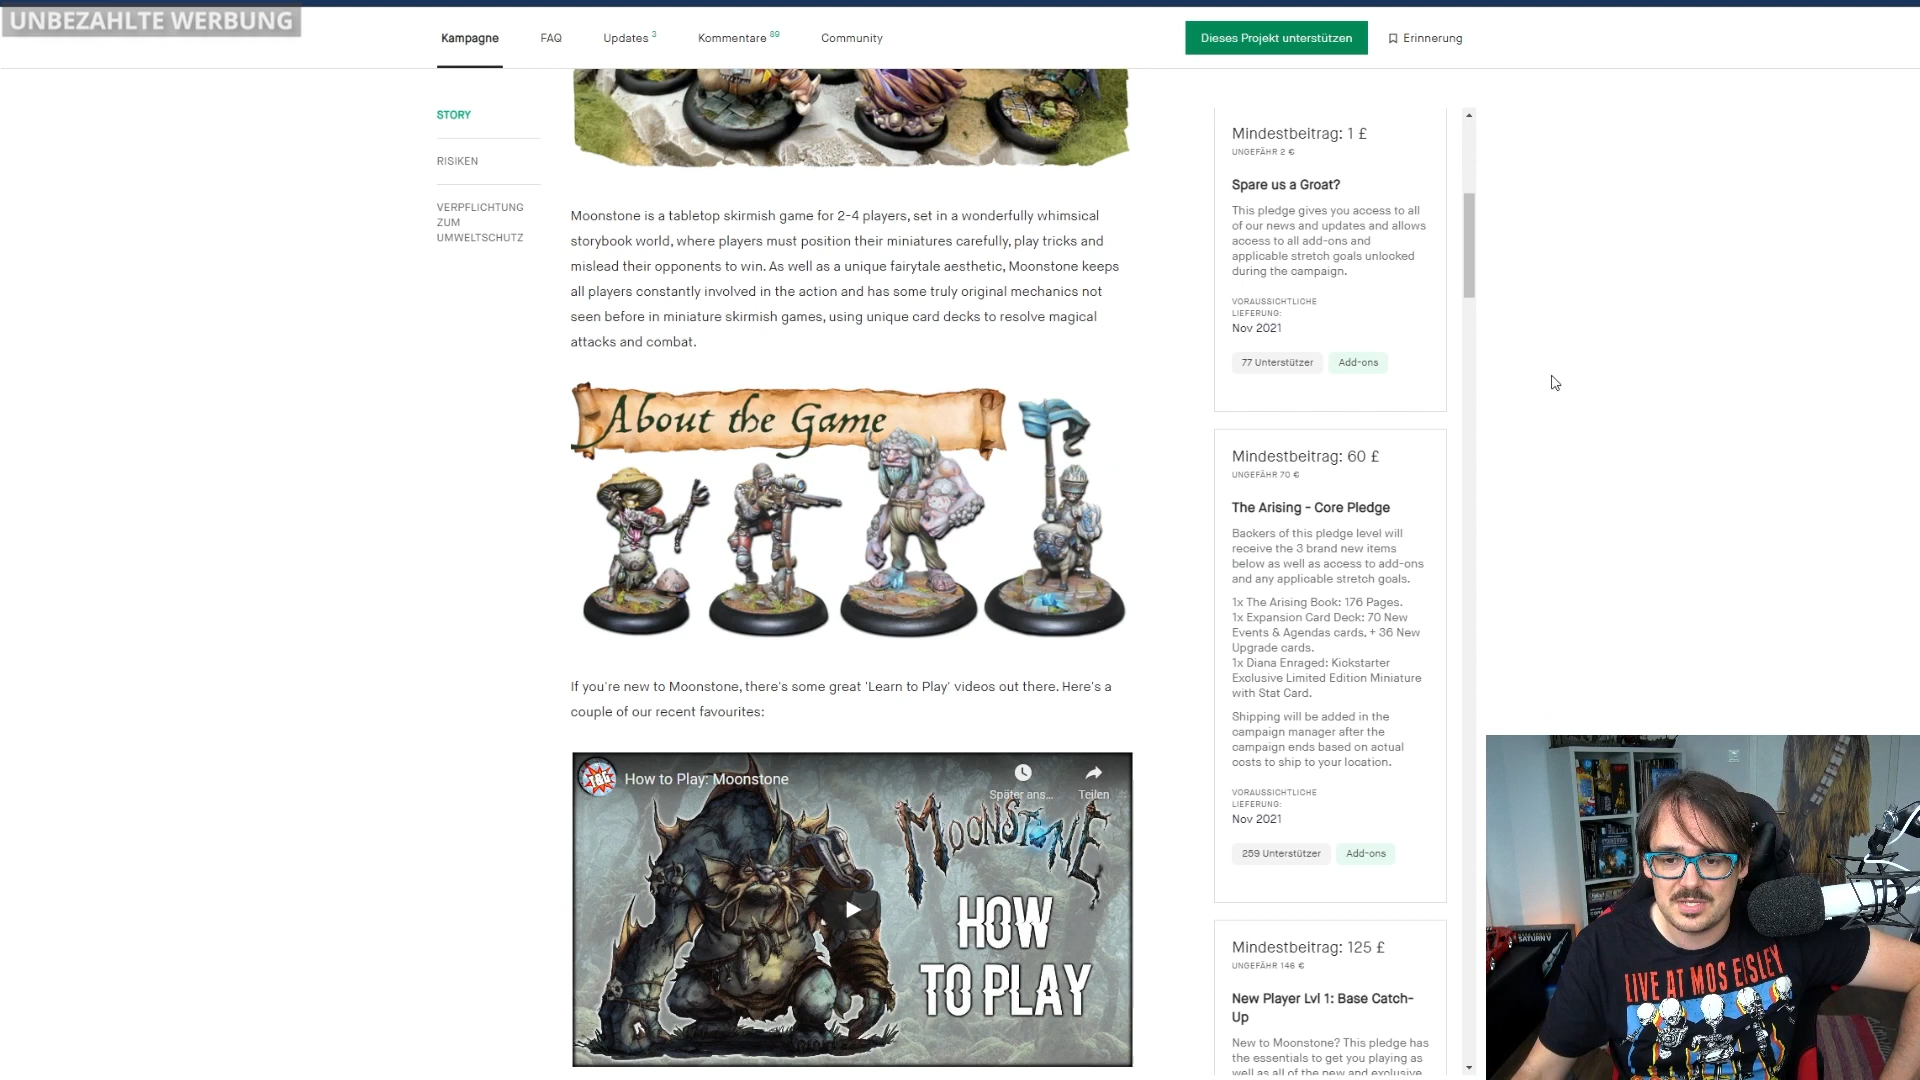 UNBEZAHLTE WERBUNG
Kampagne
FAQ
Updates 3
Kommentare 89
Community
Dieses Projekt unterstützen
Erinnerung
STORY
RISIKEN
VERPFLICHTUNG
ZUM
UMWELTSCHUTZ
Moonstone is a tabletop skirmish game for 2-4 players, set in a wonderfully whimsical
storybook world, where players must position their miniatures carefully, play tricks and
mislead their opponents to win. As well as a unique fairytale aesthetic, Moonstone keeps
all players constantly involved in the action and has some truly original mechanics not
seen before in miniature skirmish games, using unique card decks to resolve magical
attacks and combat.
About the Game
If you're new to Moonstone, there's some great 'Learn to Play' videos out there. Here's a
couple of our recent favourites:
How to Play: Moonstone
Später ans...
Teilen
MOONSTONE
HOW
TO PLAY
Mindestbeitrag: 1 £
UNGEFÄHR 2 €
Spare us a Groat?
This pledge gives you access to all
of our news and updates and allows
access to all add-ons and
applicable stretch goals unlocked
during the campaign.
VORAUSSICHTLICHE
LIEFERUNG:
Nov 2021
77 Unterstützer
Add-ons
Mindestbeitrag: 60 £
UNGEFÄHR 70 €
The Arising - Core Pledge
Backers of this pledge level will
receive the 3 brand new items
below as well as access to add-ons
and any applicable stretch goals.
1x The Arising Book: 176 Pages.
1x Expansion Card Deck: 70 New
Events & Agendas cards, + 36 New
Upgrade cards.
1x Diana Enraged: Kickstarter
Exclusive Limited Edition Miniature
with Stat Card.
Shipping will be added in the
campaign manager after the
campaign ends based on actual
costs to ship to your location.
VORAUSSICHTLICHE
LIEFERUNG:
Nov 2021
259 Unterstützer
Add-ons
Mindestbeitrag: 125 £
UNGEFÄHR 146 €
New Player Lvl 1: Base Catch-
Up
New to Moonstone? This pledge has
the essentials to get you playing as
well as all of the new and exclusive
SATURN V
LIVE AT MOS EISLEY